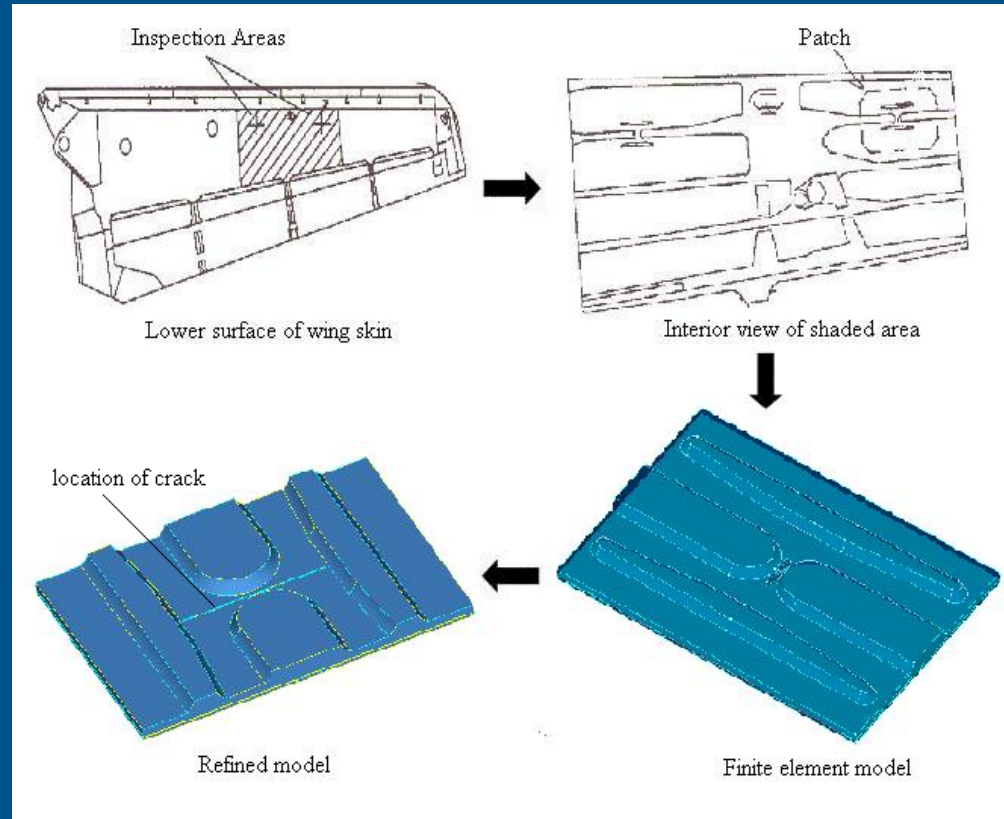 Inspection Areas
Patch
Lower surface of wing skin
Interior view of shaded area
location of crack
Refined model
Finite element model